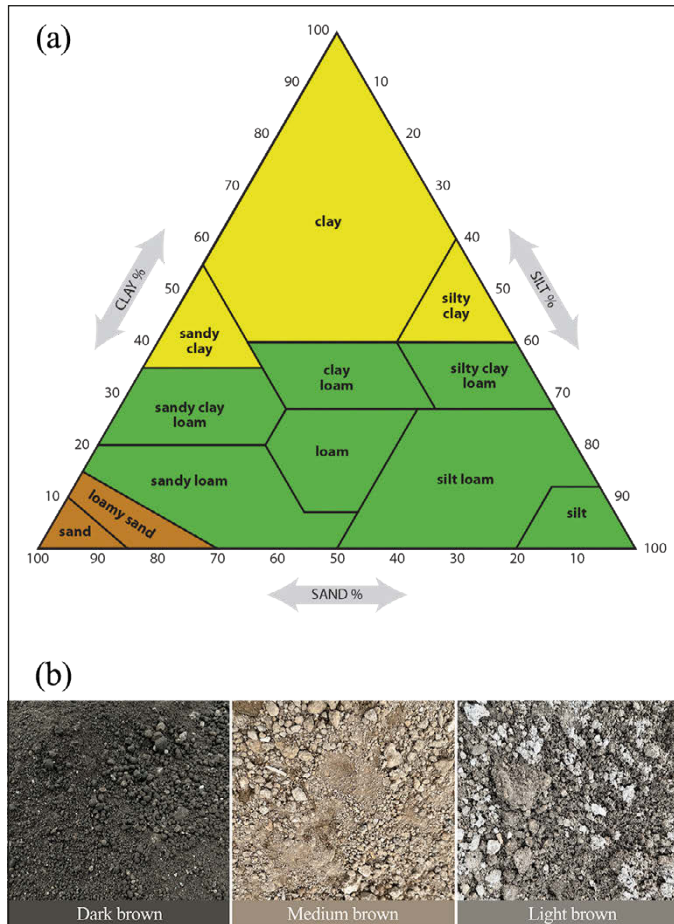 (a)
100
90
10
80
20
70
30
clay
60
40
CLAY %
SILT %
50
50
silty
clay
sandy
clay
40
60
clay
loam
silty clay
loam
30
70
sandy clay
loam
20
80
loam
sandy loam
silt loam
10
90
loamy sand
sand
silt
100
100
90
80
70
60
50
40
30
20
10
SAND %
(b)
Dark brown
Medium brown
Light brown